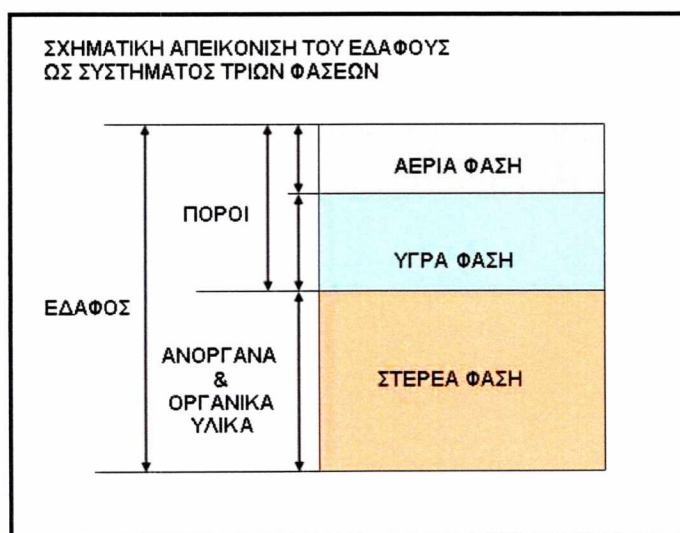 ΣΧΗΜΑΤΙΚΗ ΑΠΕΙΚΟΝΙΣΗ ΤΟΥ ΕΔΑΦΟΥΣ
ΩΣ ΣΥΣΤΗΜΑΤΟΣ ΤΡΙΩΝ ΦΑΣΕΩΝ
ΑΕΡΙΑ ΦΑΣΗ
ΠΟΡΟΙ
ΥΓΡΑ ΦΑΣΗ
ΕΔΑΦΟΣ
ΑΝΟΡΓΑΝΑ
&
ΟΡΓΑΝΙΚΑ
ΥΛΙΚΑ
ΣΤΕΡΕΑ ΦΑΣΗ